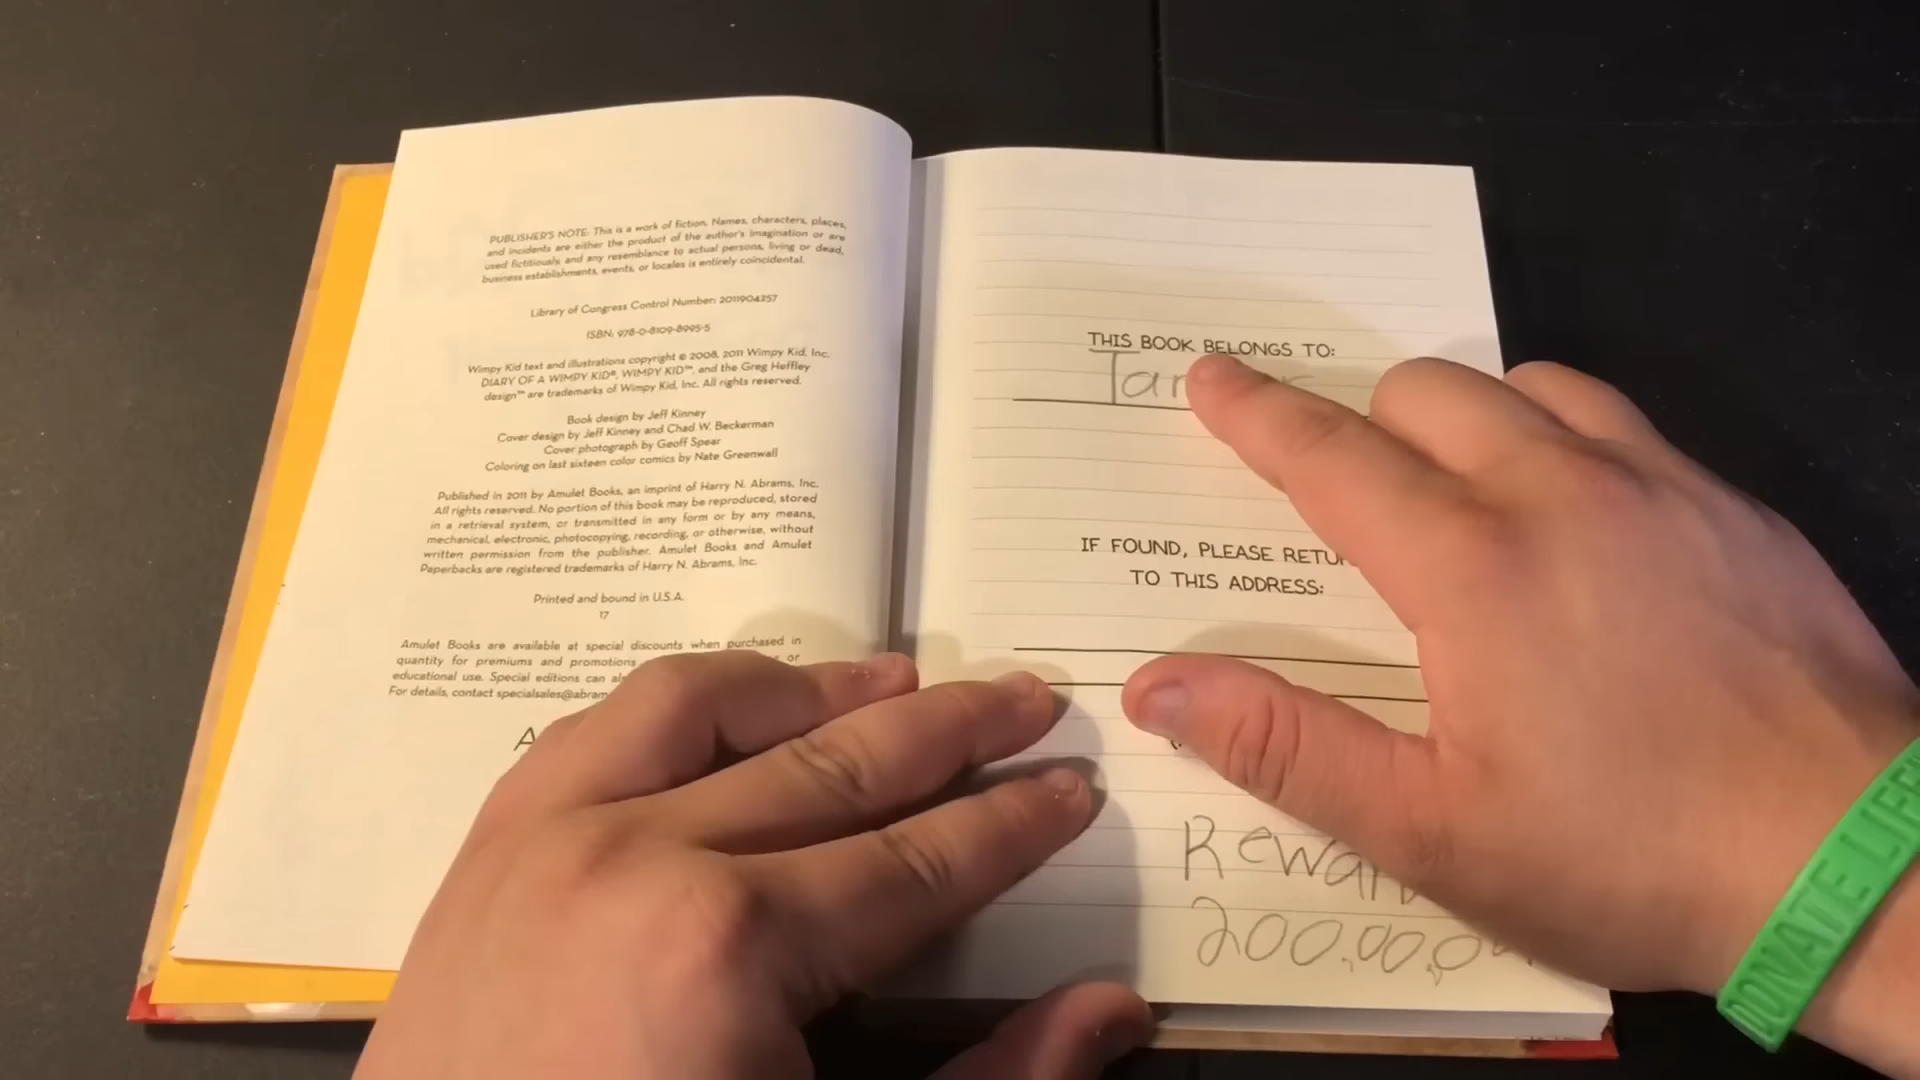 PUBLISHER'S NOTE: This is a work of fiction. Names, characters, places,
and incidents are either the product of the author's imagination or are
used fictitiously, and any resemblance to actual persons, living or dead,
business establishments, events, or locales is entirely coincidental.
Library of Congress Control Number: 2011904257
ISBN: 978-0-8109-8995-5
Wimpy Kid text and illustrations copyright © 2008, 2011 Wimpy Kid, Inc.
DIARY OF A WIMPY KID®, WIMPY KID™, and the Greg Heffley
design™ are trademarks of Wimpy Kid, Inc. All rights reserved.
Book design by Jeff Kinney
Cover design by Jeff Kinney and Chad W. Beckerman
Cover photograph by Geoff Spear
Coloring on last sixteen color comics by Nate Greenwall
Published in 2011 by Amulet Books, an imprint of Harry N. Abrams, Inc.
All rights reserved. No portion of this book may be reproduced, stored
in a retrieval system, or transmitted in any form or by any means,
mechanical, electronic, photocopying, recording, or otherwise, without
written permission from the publisher. Amulet Books and Amulet
Paperbacks are registered trademarks of Harry N. Abrams, Inc.
Printed and bound in U.S.A.
17
Amulet Books are available at special discounts when purchased in
quantity for premiums and promotions or
educational use. Special editions can
For details, contact
THIS BOOK BELONGS TO:
IF FOUND, PLEASE
TO THIS ADDRESS:
DONATE LIFE